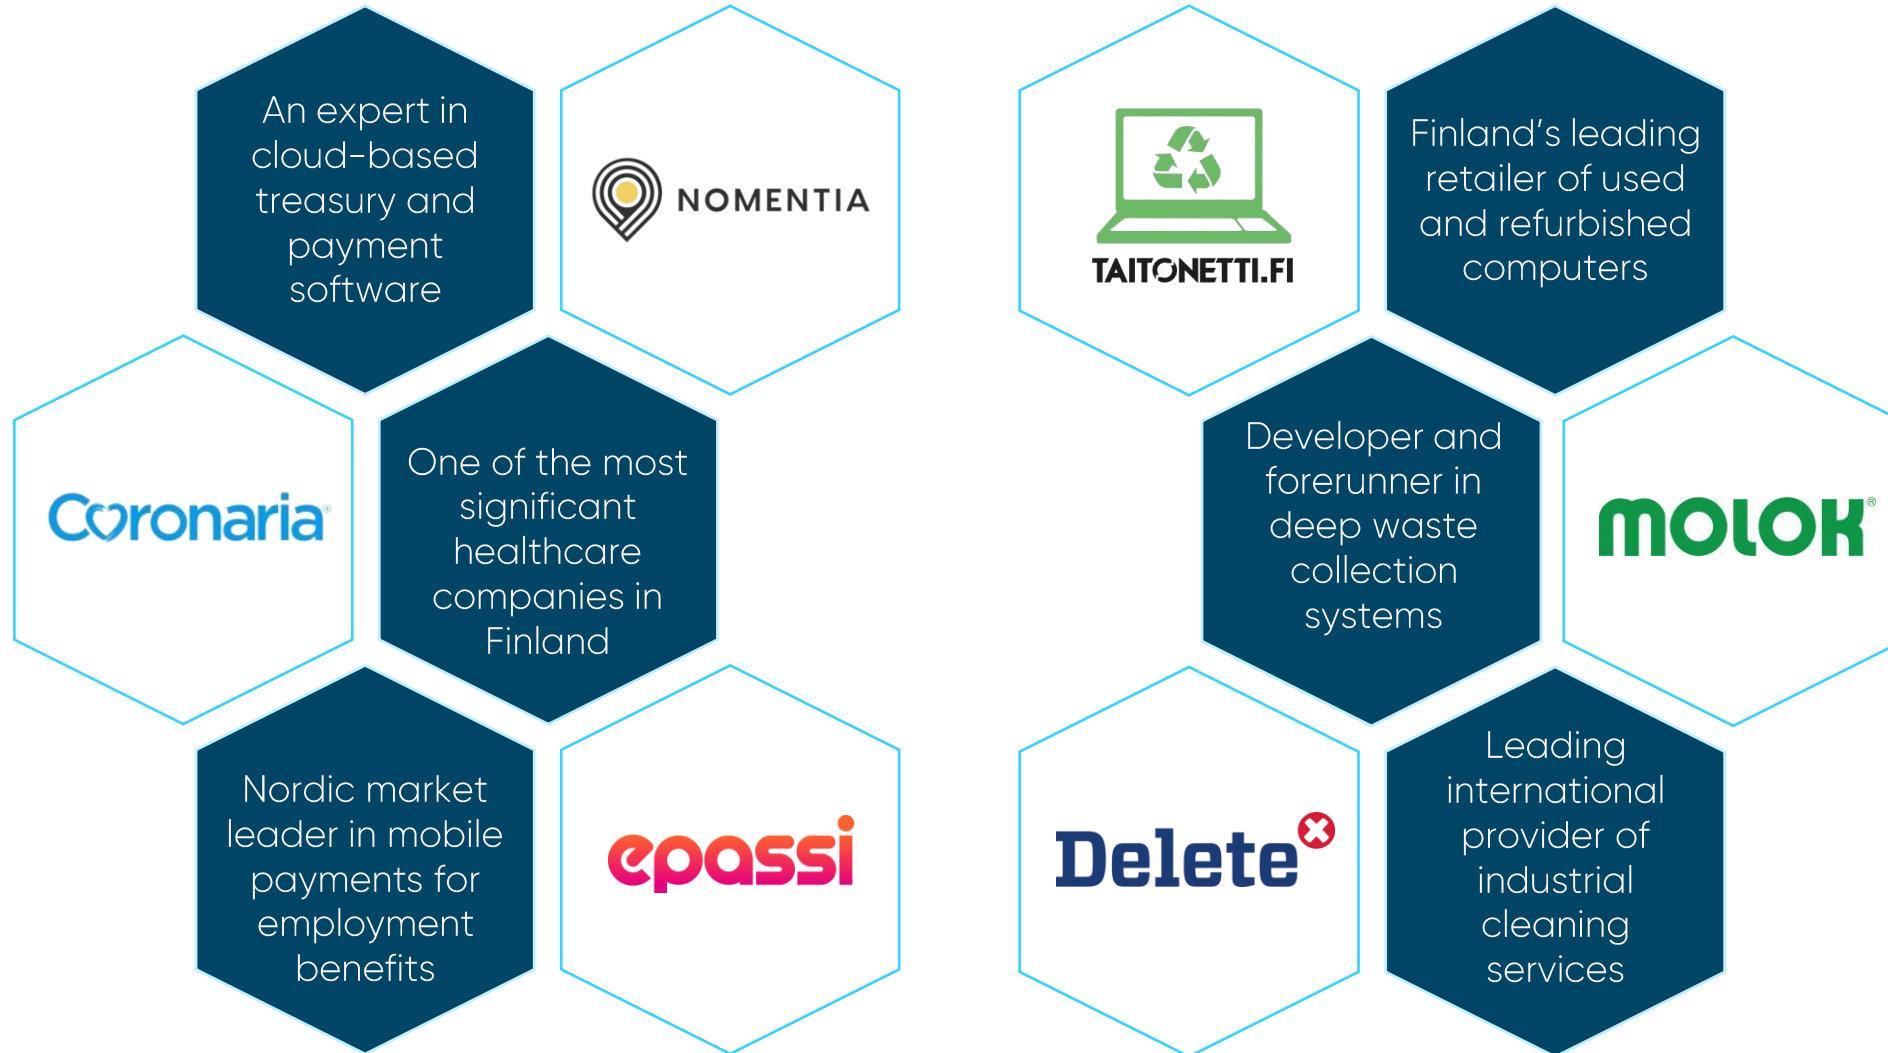 An expert in
cloud-based
treasury and
payment
software
NOMENTIA
Coronaria®
One of the most
significant
healthcare
companies in
Finland
Nordic market
leader in mobile
payments for
employment
benefits
epassi
TAITONETTI.FI
Finland’s leading
retailer of used
and refurbished
computers
Developer and
forerunner in
deep waste
collection
systems
MOLOK®
Delete
Leading
international
provider of
industrial
cleaning
services